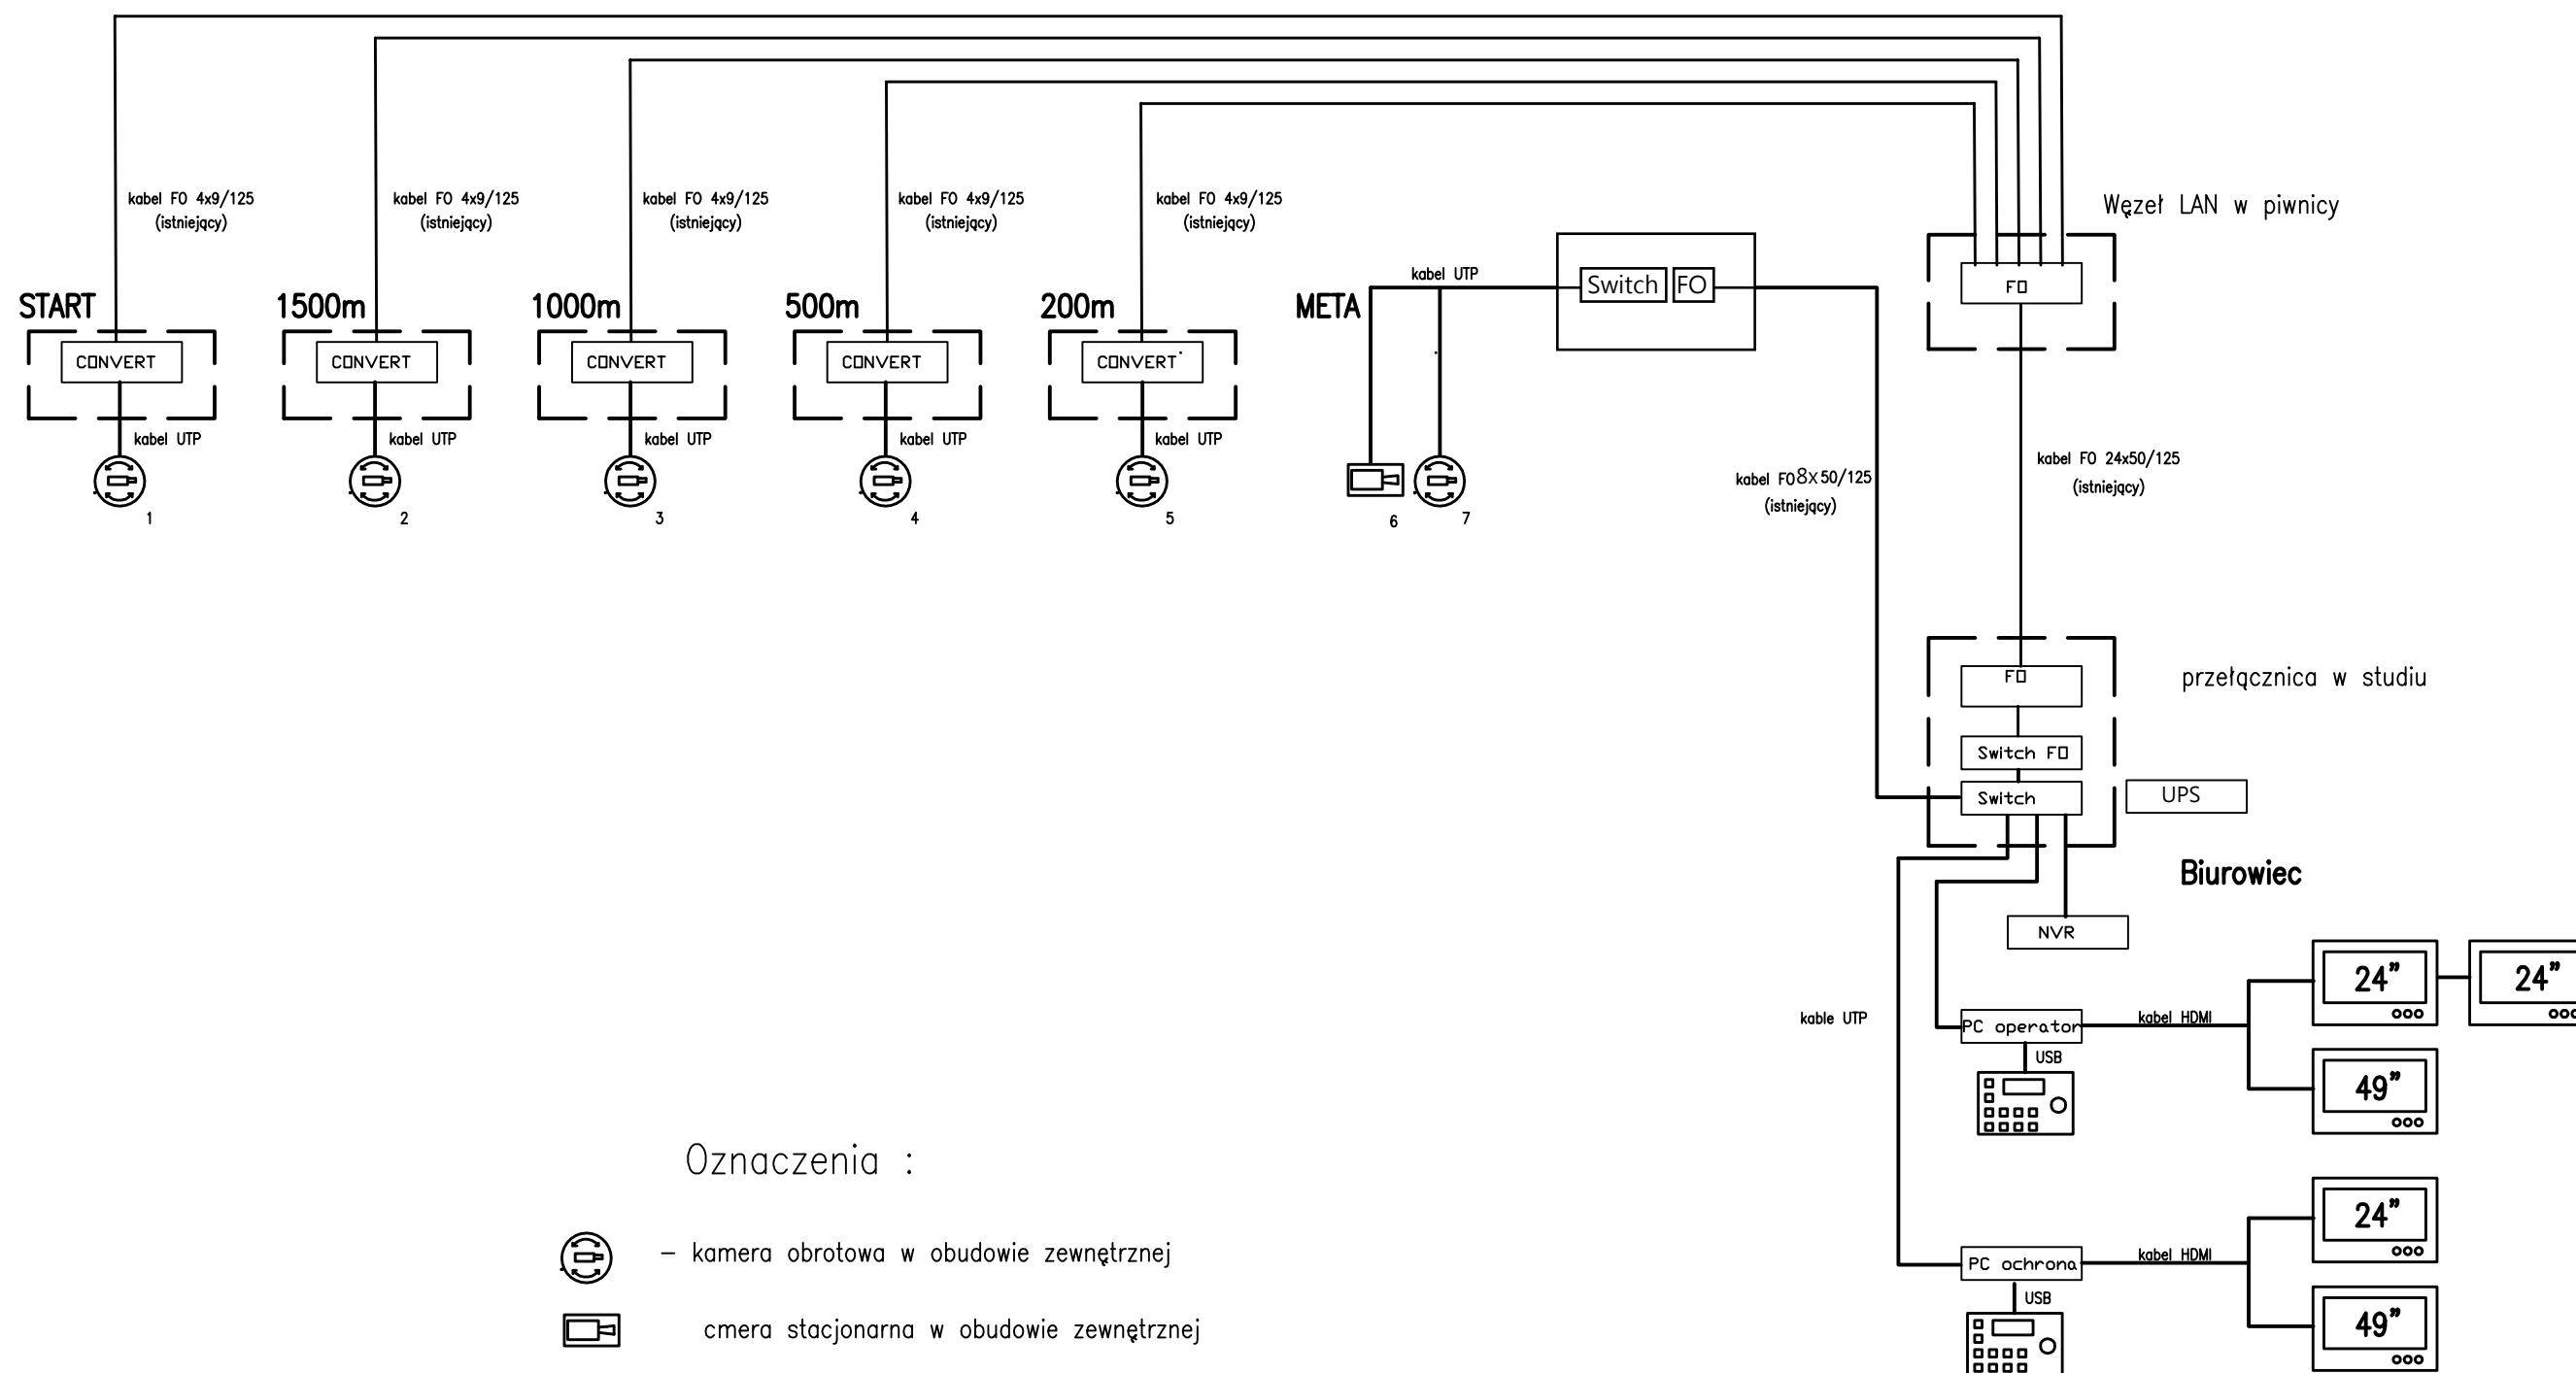 kabel FO 4x9/125
(istniejący)
kabel FO 4x9/125
(istniejący)
kabel FO 4x9/125
(istniejący)
kabel FO 4x9/125
(istniejący)
kabel FO 4x9/125
(istniejący)
Węzeł LAN w piwnicy
START
1500m
1000m
500m
200m
META
kabel UTP
Switch
FO
FO
CONVERT
CONVERT
CONVERT
CONVERT
CONVERT
kabel UTP
kabel UTP
kabel UTP
kabel UTP
kabel UTP
1
2
3
4
5
6
7
kabel FO 8x50/125
(istniejący)
kabel FO 24x50/125
(istniejący)
FO
przełącznica w studiu
Switch FO
Switch
UPS
Biurowiec
NVR
24"
24"
kable UTP
PC operator
kabel HDMI
USB
49"
Oznaczenia :
24"
- kamera obrotowa w obudowie zewnętrznej
PC ochrona
kabel HDMI
USB
cmera stacjonarna w obudowie zewnętrznej
49"